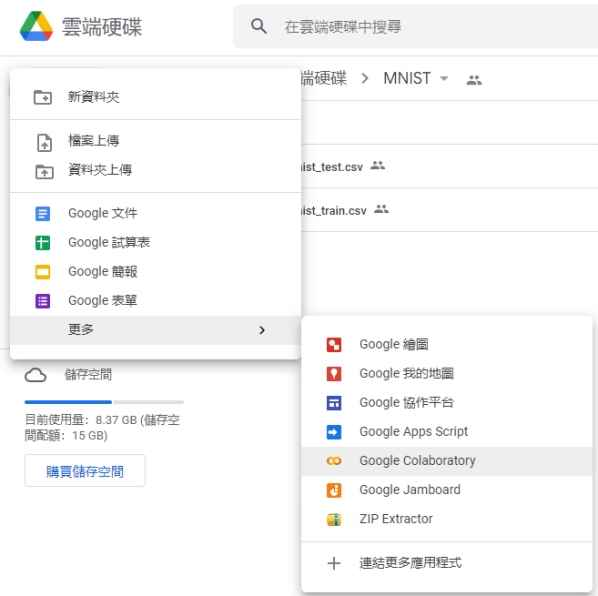 雲端硬碟
在雲端硬碟中搜尋
端硬碟 > MNIST
新資料夾
檔案上傳
資料夾上傳
nist_test.csv
nist_train.csv
Google 文件
Google 試算表
Google 簡報
Google 表單
更多
Google 繪圖
Google 我的地圖
Google 協作平台
Google Apps Script
Google Colaboratory
Google Jamboard
ZIP Extractor
連結更多應用程式
儲存空間
目前使用量：8.37 GB (儲存空
間配額：15 GB)
購買儲存空間